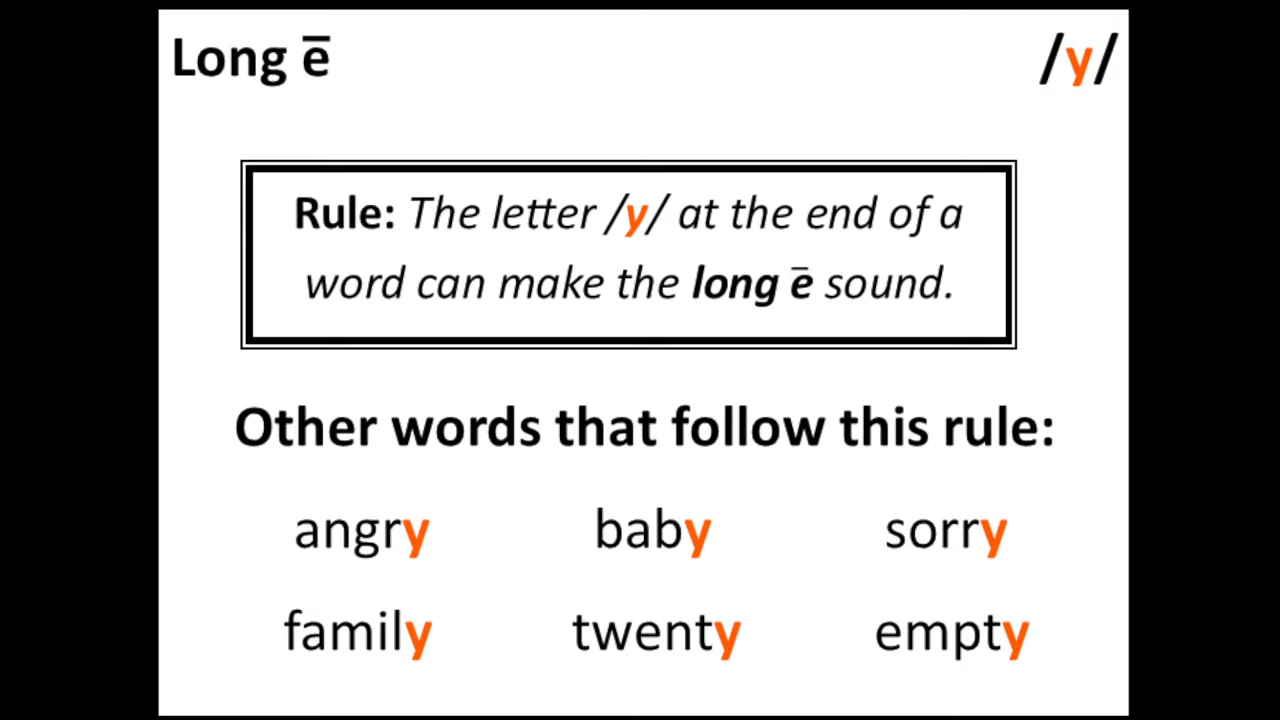 Long ē /y/
Rule: The letter /y/ at the end of a
word can make the long ē sound.
Other words that follow this rule:
angry baby sorry
family twenty empty